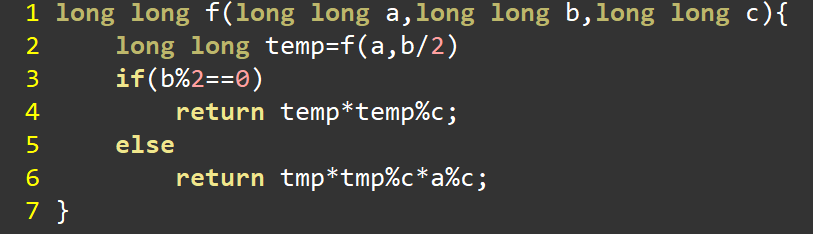 1 long long f(long long a,long long b,long long c){
2     long long temp=f(a,b/2)
3     if(b%2==0)
4         return temp*temp%c;
5     else
6         return tmp*tmp%c*a%c;
7 }